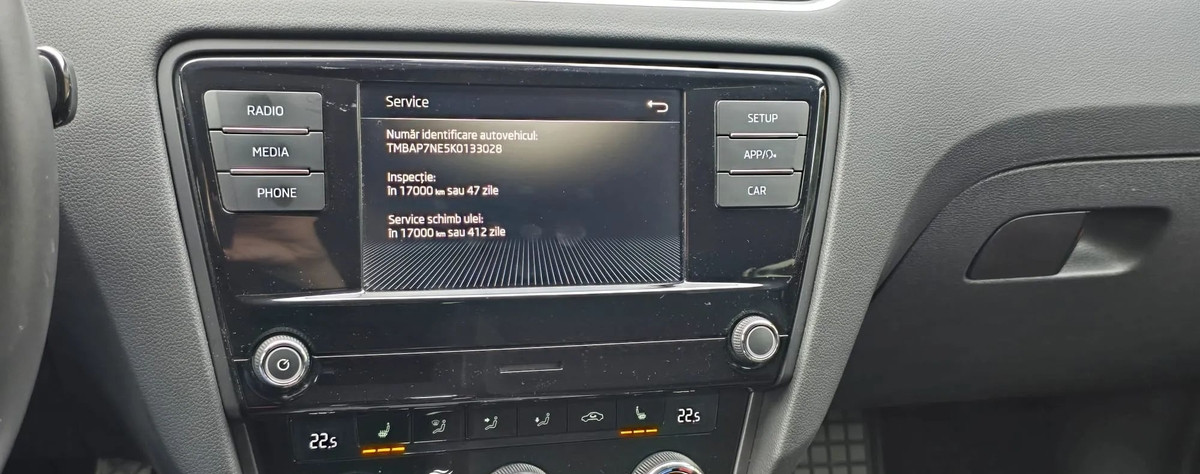 RADIO
MEDIA
PHONE
Service
Număr identificare autovehicul:
TMBAP7NE5K0133028
Inspecție:
în 17000 km sau 47 zile
Service schimb ulei:
în 17000 km sau 412 zile
SETUP
APP/
CAR
22.5
22.5